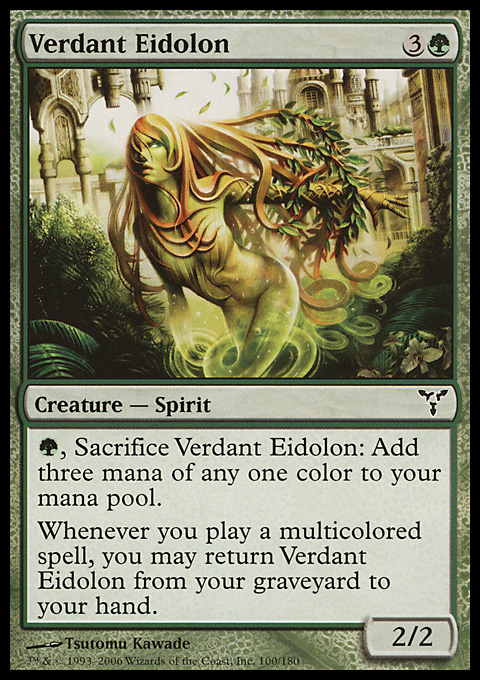 Verdant Eidolon 3
Creature — Spirit
, Sacrifice Verdant Eidolon: Add
three mana of any one color to your
mana pool.
Whenever you play a multicolored
spell, you may return Verdant
Eidolon from your graveyard to
your hand.
2/2
Tsutomu Kawade
™ & © 1993–2006 Wizards of the Coast, Inc. 100/180